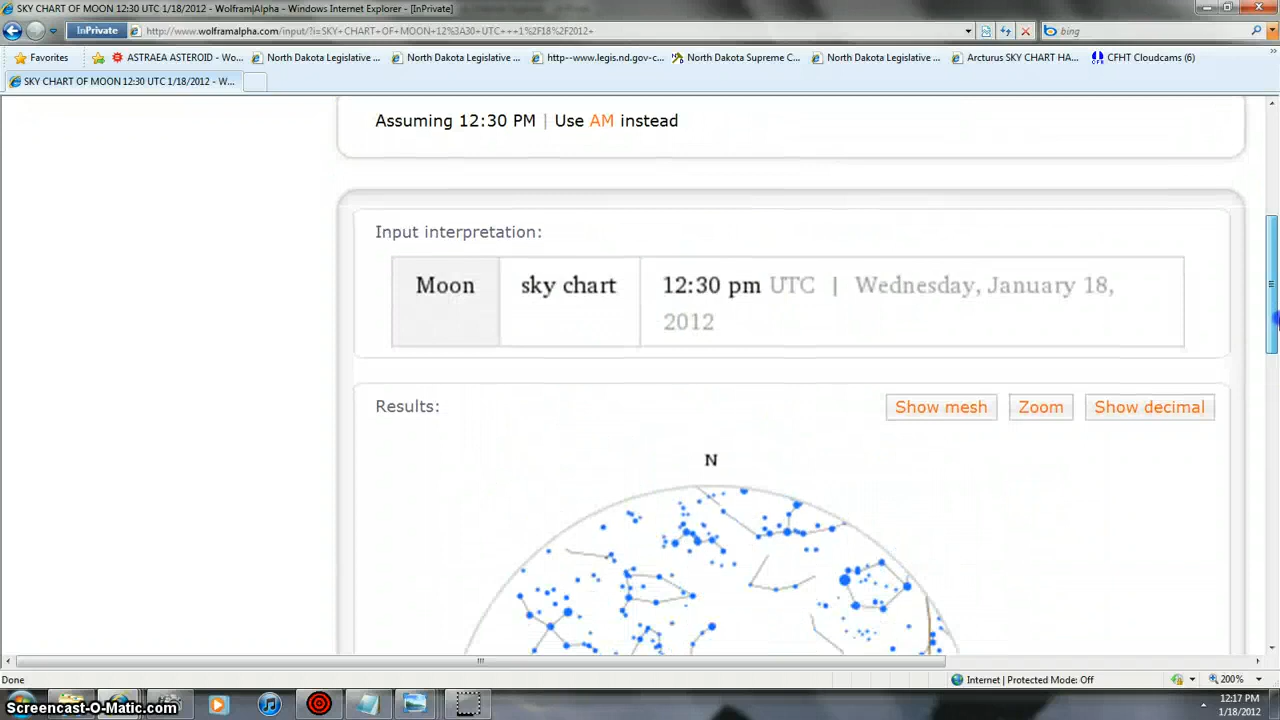 SKY CHART OF MOON 12:30 UTC 1/18/2012 - Wolfram|Alpha - Windows Internet Explorer - [InPrivate]
InPrivate http://www.wolframalpha.com/input/?i=SKY+CHART+OF+MOON+12%3A30+UTC+++1%2F18%2F2012+ bing
Favorites ASTRAEA ASTEROID - Wo... North Dakota Legislative ... North Dakota Legislative ... http--www.legis.nd.gov-c... North Dakota Supreme C... North Dakota Legislative... Arcturus SKY CHART HA... CFHT Cloudcams (6)
SKY CHART OF MOON 12:30 UTC 1/18/2012 - W...
Assuming 12:30 PM | Use AM instead
Input interpretation:
Moon sky chart 12:30 pm UTC | Wednesday, January 18,
2012
Results: Show mesh Zoom Show decimal
N
Done Internet | Protected Mode: Off 200%
Screencast-O-Matic.com
12:17 PM
1/18/2012